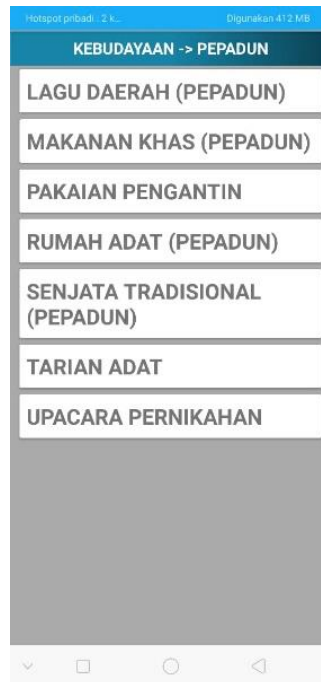 Hotspot pribadi : 2 k... Digunakan 412 MB
KEBUDAYAAN -> PEPADUN
LAGU DAERAH (PEPADUN)
MAKANAN KHAS (PEPADUN)
PAKAIAN PENGANTIN
RUMAH ADAT (PEPADUN)
SENJATA TRADISIONAL
(PEPADUN)
TARIAN ADAT
UPACARA PERNIKAHAN